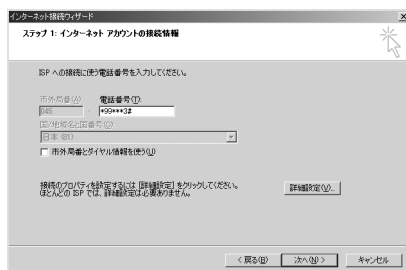 インターネット接続ウィザード
ステップ 1: インターネット アカウントの接続情報
ISP への接続に使う電話番号を入力してください。
市外局番(A): 電話番号(T):
045 - *99***3#
国/地域名と国番号(C):
日本 (81)
市外局番とダイヤル情報を使う(U)
接続のプロパティを設定するには [詳細設定] をクリックしてください。
ほとんどの ISP では、詳細設定は必要ありません。
詳細設定(V)...
< 戻る(B) 次へ(N) > キャンセル